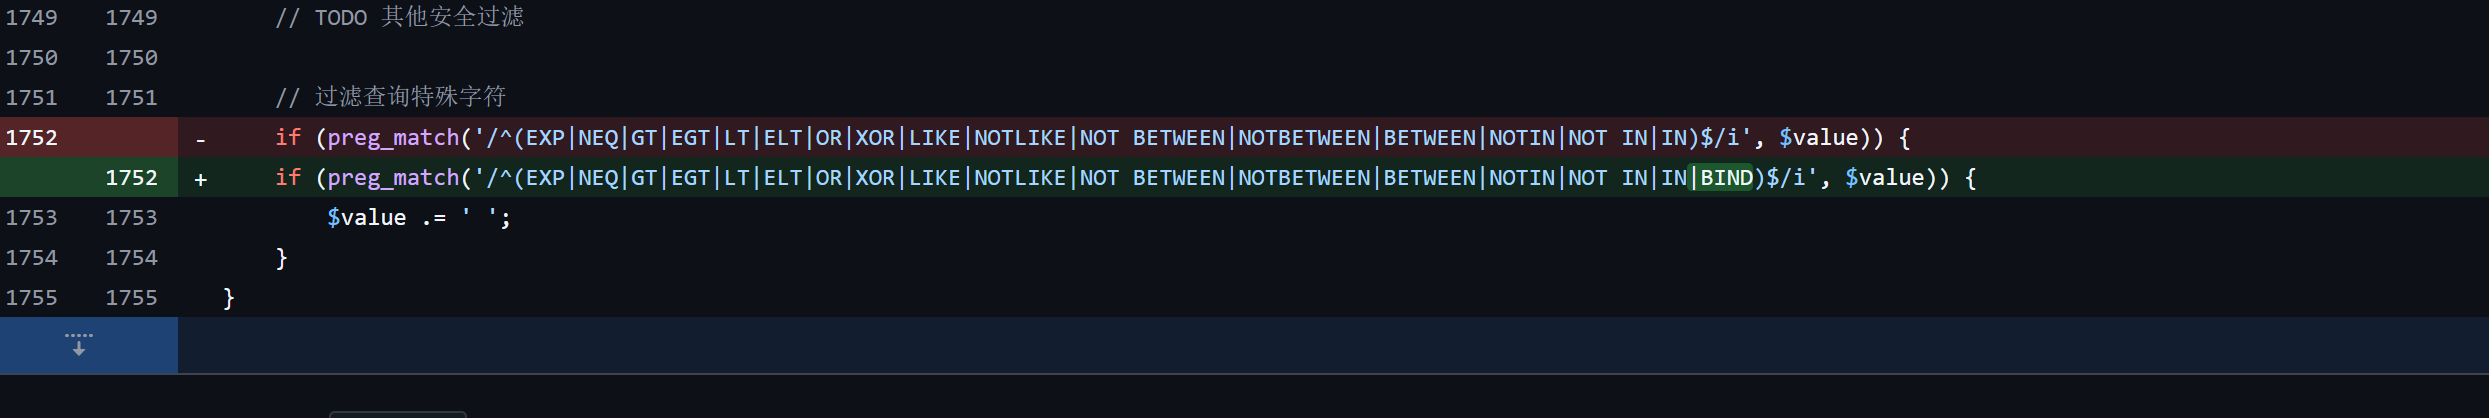 1749 1749 // TODO 其他安全过滤
1750 1750
1751 1751 // 过滤查询特殊字符
1752 - if (preg_match('/^(EXP|NEQ|GT|EGT|LT|ELT|OR|XOR|LIKE|NOTLIKE|NOT BETWEEN|NOTBETWEEN|BETWEEN|NOTIN|NOT IN|IN)$/i', $value)) {
1752 + if (preg_match('/^(EXP|NEQ|GT|EGT|LT|ELT|OR|XOR|LIKE|NOTLIKE|NOT BETWEEN|NOTBETWEEN|BETWEEN|NOTIN|NOT IN|IN|BIND)$/i', $value)) {
1753 1753 $value .= ' ';
1754 1754 }
1755 1755 }